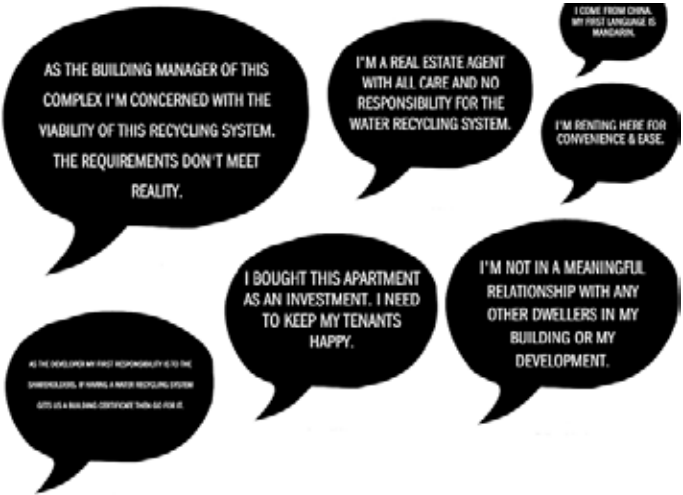 AS THE BUILDING MANAGER OF THIS
COMPLEX I'M CONCERNED WITH THE
VIABILITY OF THIS RECYCLING SYSTEM.
THE REQUIREMENTS DON'T MEET
REALITY.
I'M A REAL ESTATE AGENT
WITH ALL CARE AND NO
RESPONSIBILITY FOR THE
WATER RECYCLING SYSTEM.
I COME FROM CHINA.
MY FIRST LANGUAGE IS
MANDARIN.
I'M RENTING HERE FOR
CONVENIENCE & EASE.
I BOUGHT THIS APARTMENT
AS AN INVESTMENT. I NEED
TO KEEP MY TENANTS
HAPPY.
I'M NOT IN A MEANINGFUL
RELATIONSHIP WITH ANY
OTHER DWELLERS IN MY
BUILDING OR MY
DEVELOPMENT.
AS THE DEVELOPER MY FIRST RESPONSIBILITY IS TO THE
SHAREHOLDERS. IF HAVING A WATER RECYCLING SYSTEM
GETS US A BUILDING CERTIFICATE THEN GO FOR IT.